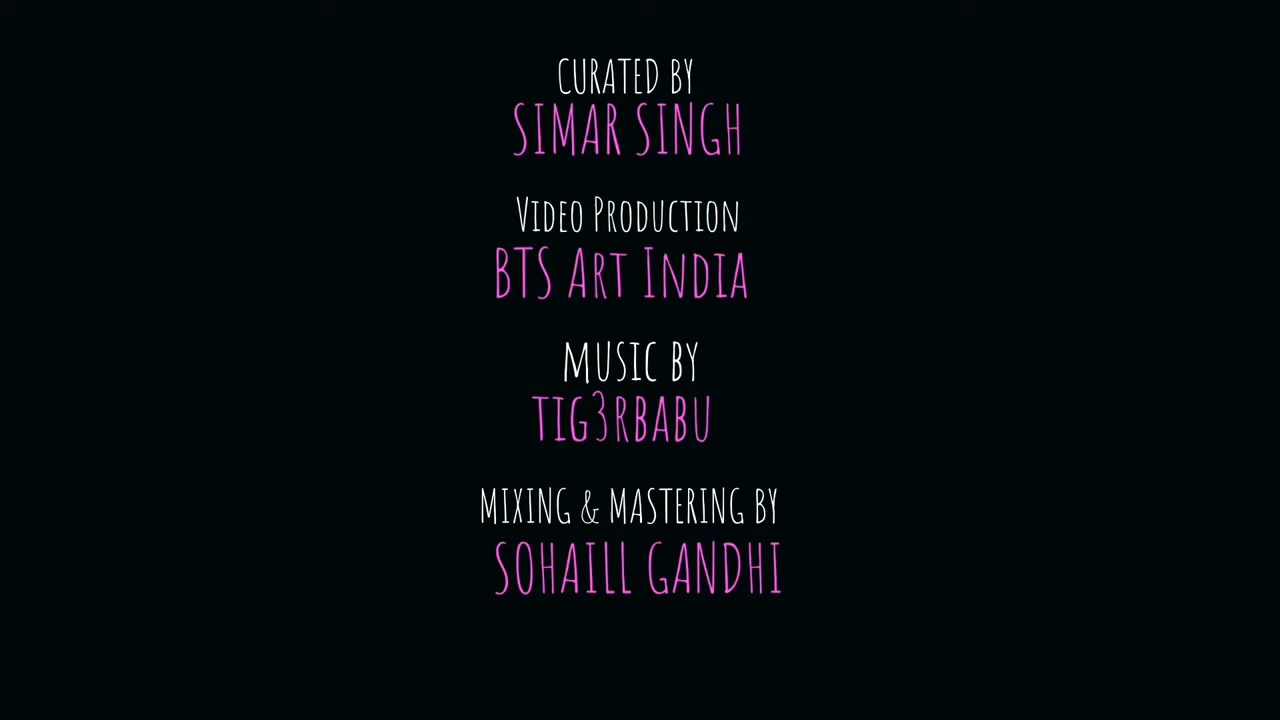 CURATED BY
SIMAR SINGH
VIDEO PRODUCTION
BTS ART INDIA
MUSIC BY
TIG3RBABU
MIXING & MASTERING BY
SOHAILL GANDHI